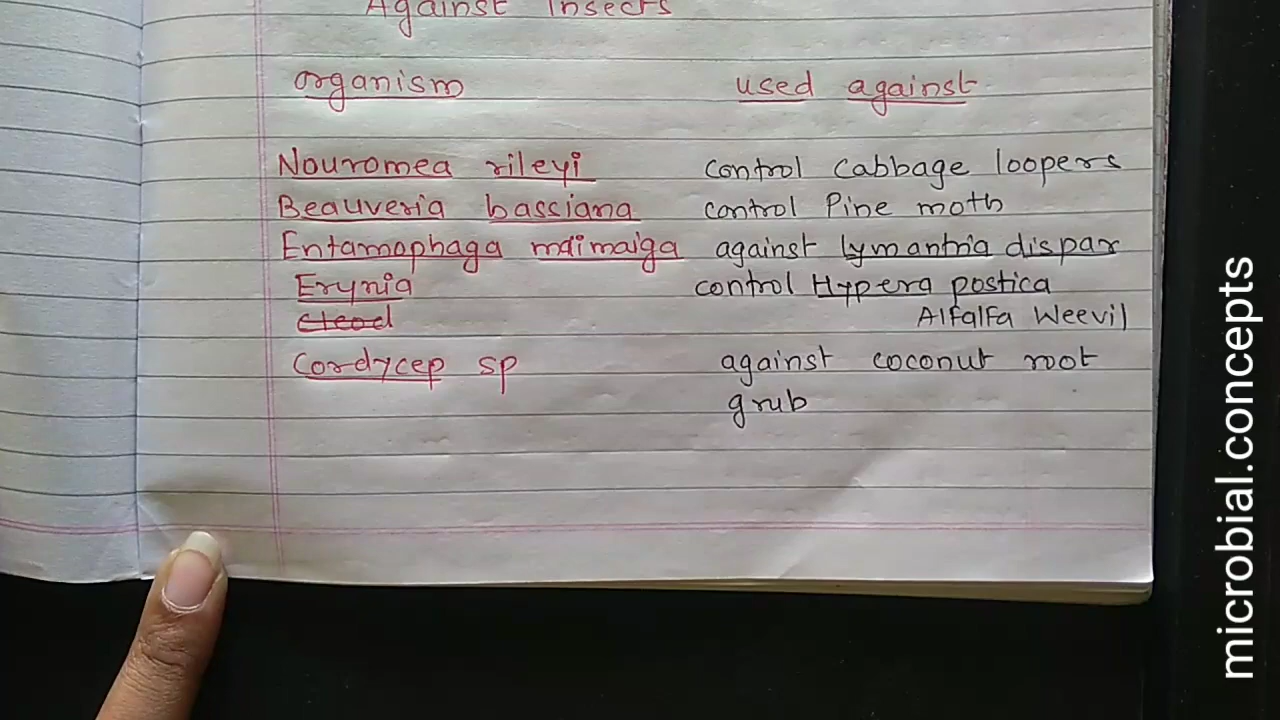 Against Insects
organism used against
Nouromea rileyi control cabbage loopers
Beauveria bassiana control Pine moth
Entamophaga maimaiga against lymantria dispar
Erynia control Hypera postica
Alfalfa Weevil
Cordycep sp against coconut root
grub
microbial.concepts